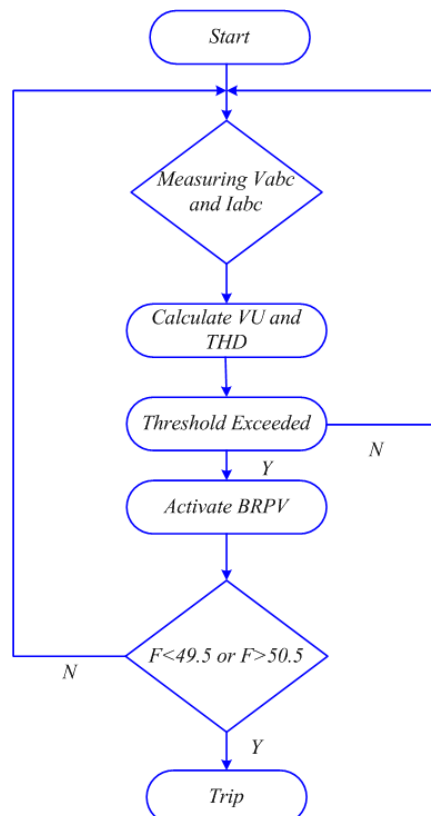 Start
Measuring Vabc
and Iabc
Calculate VU and
THD
Threshold Exceeded
N
Y
Activate BRPV
F<49.5 or F>50.5
N
Y
Trip